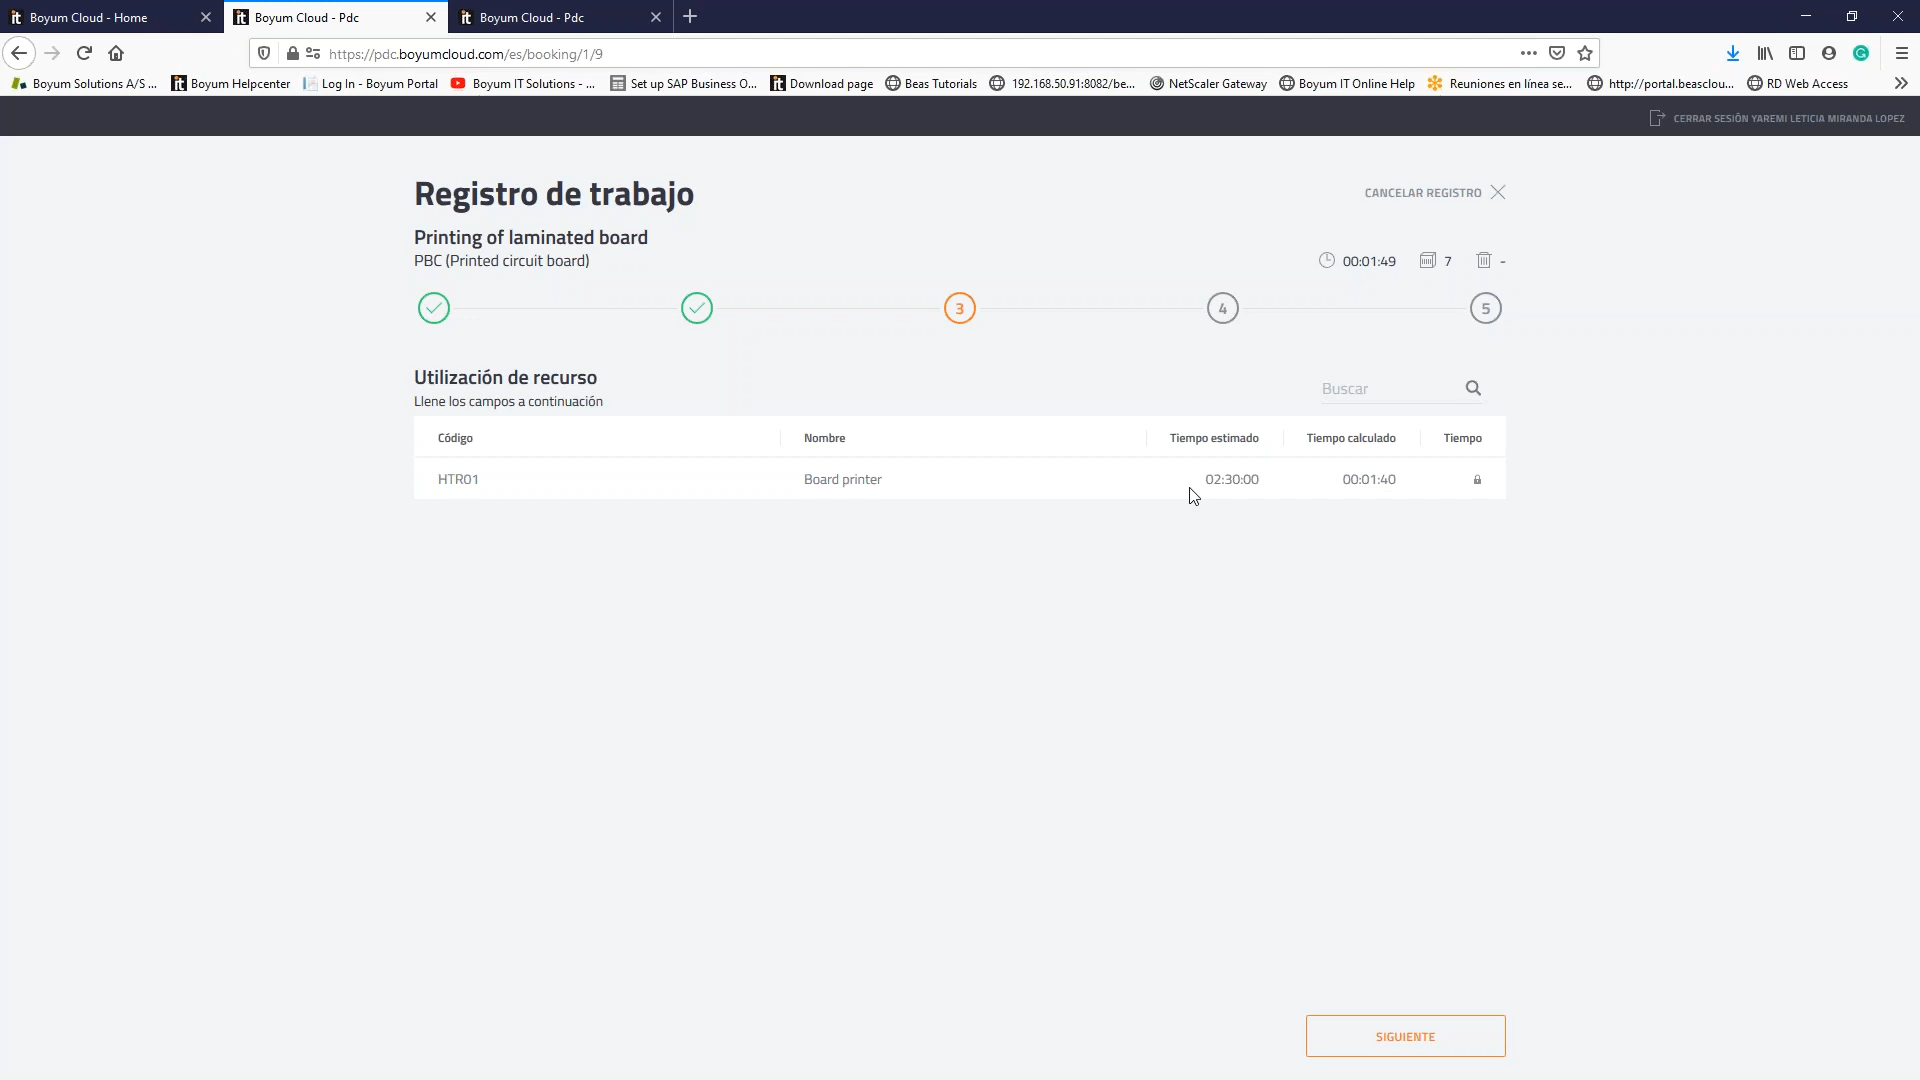 Boyum Cloud - Home
Boyum Cloud - Pdc
Boyum Cloud - Pdc
https://pdc.boyumcloud.com/es/booking/1/9
Boyum Solutions A/S ...
Boyum Helpcenter
Log In - Boyum Portal
Boyum IT Solutions - ...
Set up SAP Business O...
Download page
Beas Tutorials
192.168.50.91:8082/be...
NetScaler Gateway
Boyum IT Online Help
Reuniones en línea se...
http://portal.beasclou...
RD Web Access
CERRAR SESIÓN YAREMI LETICIA MIRANDA LOPEZ
Registro de trabajo
CANCELAR REGISTRO
Printing of laminated board
PBC (Printed circuit board)
00:01:49 7 -
3 4 5
Utilización de recurso
Buscar
Llene los campos a continuación
Código Nombre Tiempo estimado Tiempo calculado Tiempo
HTR01 Board printer 02:30:00 00:01:40
SIGUIENTE